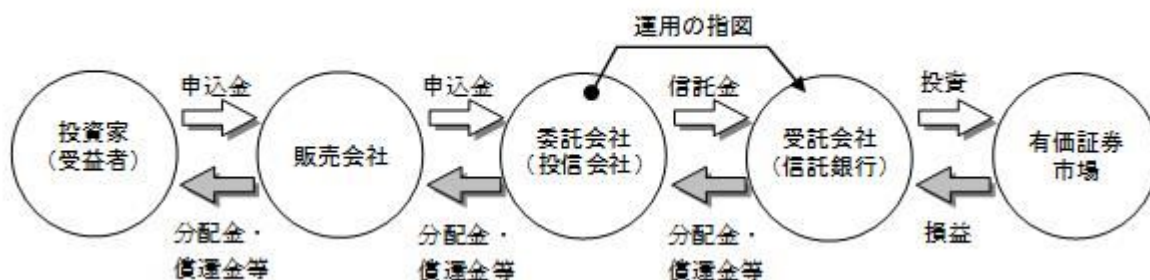 運用の指図
申込金
申込金
信託金
投資
投資家
(受益者)
販売会社
委託会社
(投信会社)
受託会社
(信託銀行)
有価証券
市場
分配金・
償還金等
分配金・
償還金等
分配金・
償還金等
損益